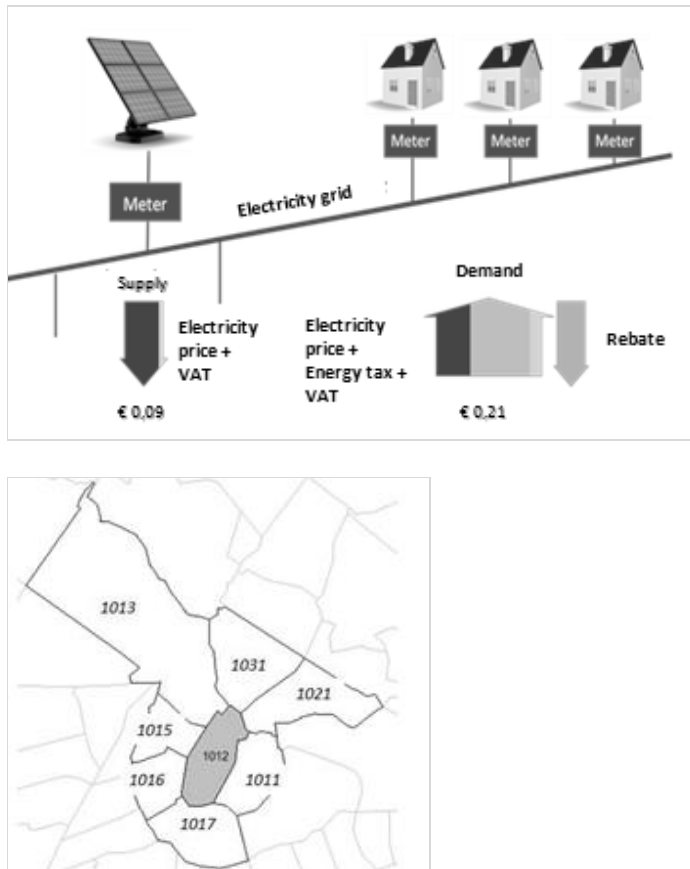 Meter
Meter
Meter
Meter
Electricity grid
Supply
Demand
Electricity
price +
VAT
Electricity
price +
Energy tax +
VAT
Rebate
€ 0,09
€ 0,21
1013
1031
1021
1015
1012
1016
1011
1017